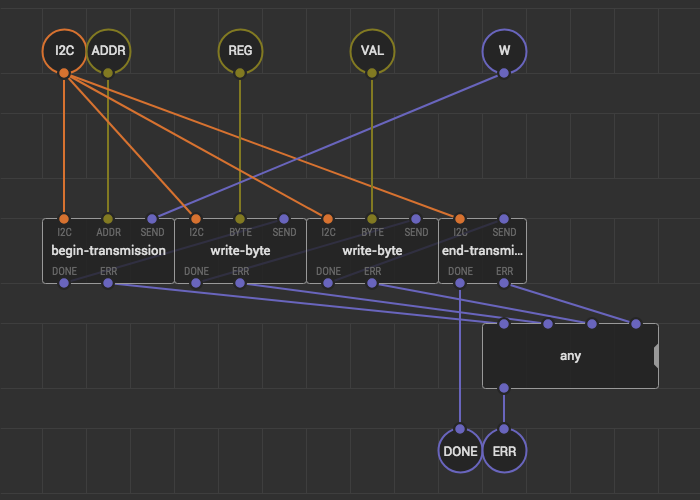 I2C ADDR REG VAL W
I2C ADDR SEND I2C BYTE SEND I2C BYTE SEND I2C SEND
begin-transmission write-byte write-byte end-transmi...
DONE ERR DONE ERR DONE ERR DONE ERR
any
DONE ERR